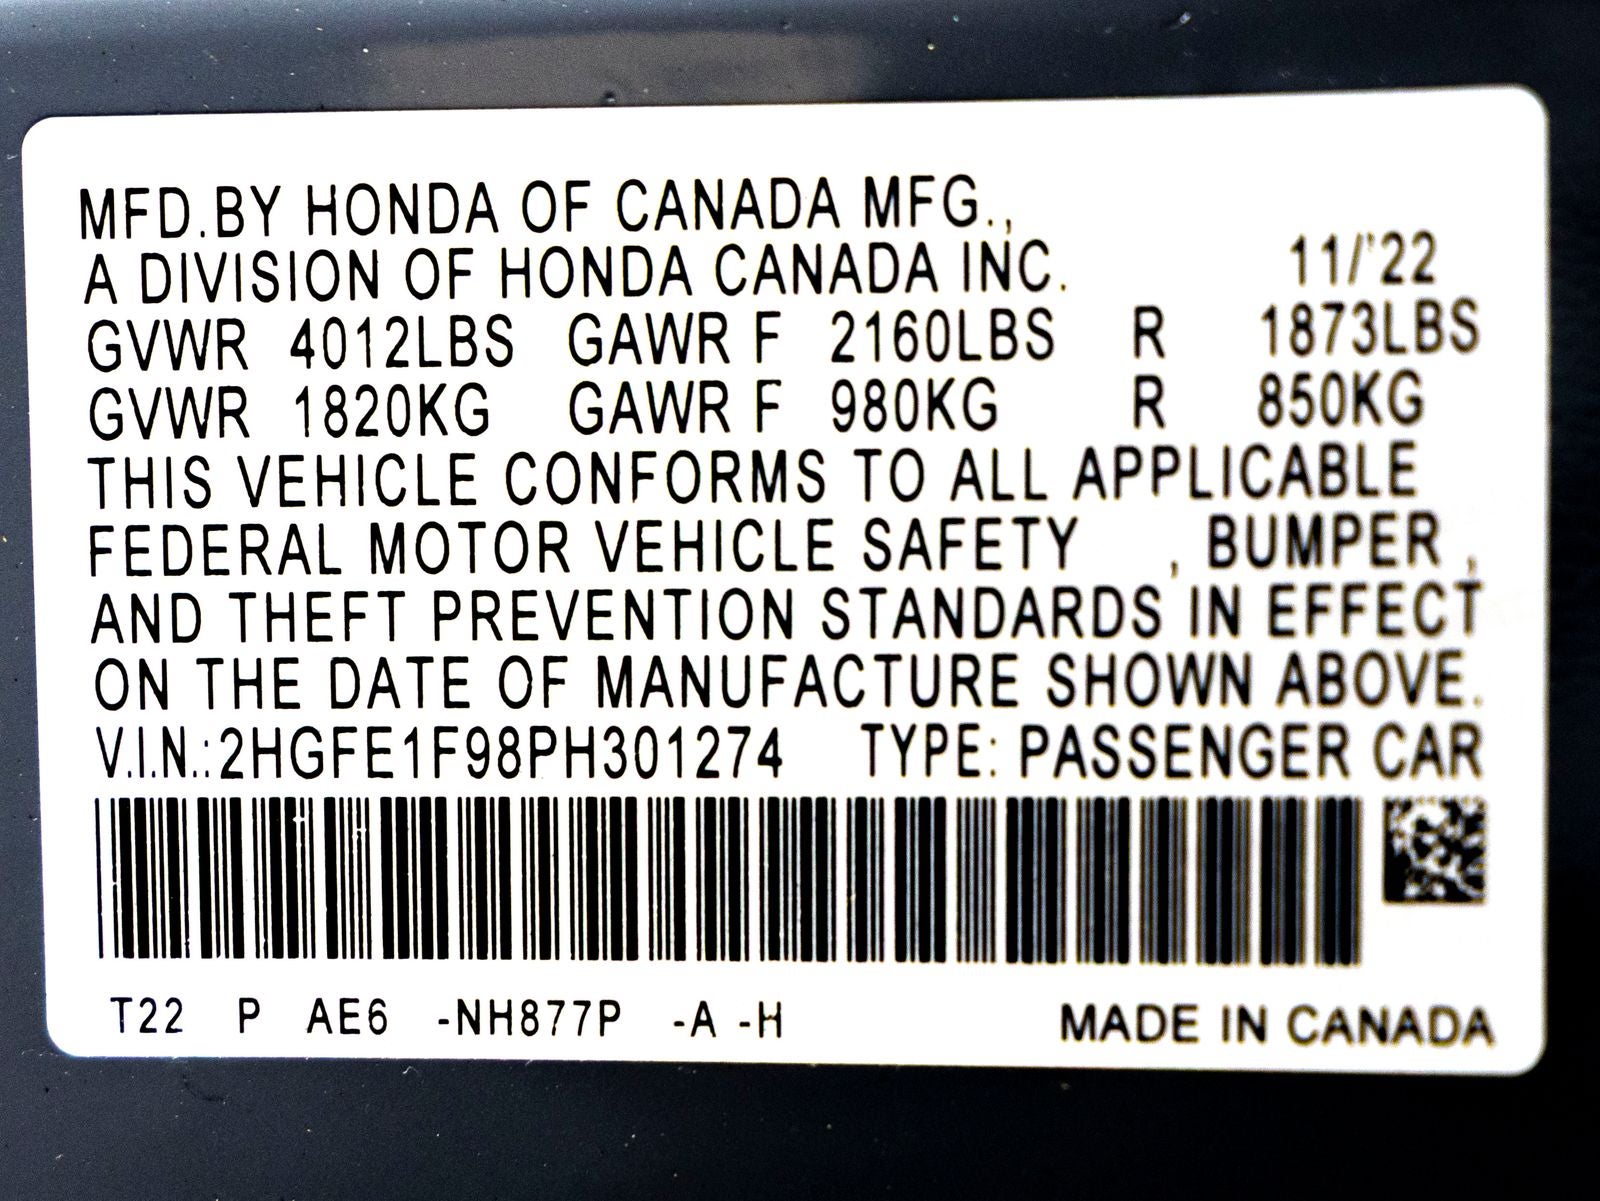 MFD.BY HONDA OF CANADA MFG.,
A DIVISION OF HONDA CANADA INC. 11/'22
GVWR 4012LBS GAWR F 2160LBS R 1873LBS
GVWR 1820KG GAWR F 980KG R 850KG
THIS VEHICLE CONFORMS TO ALL APPLICABLE
FEDERAL MOTOR VEHICLE SAFETY , BUMPER ,
AND THEFT PREVENTION STANDARDS IN EFFECT
ON THE DATE OF MANUFACTURE SHOWN ABOVE.
V.I.N.:2HGFE1F98PH301274 TYPE: PASSENGER CAR
T22 P AE6 -NH877P -A -H MADE IN CANADA